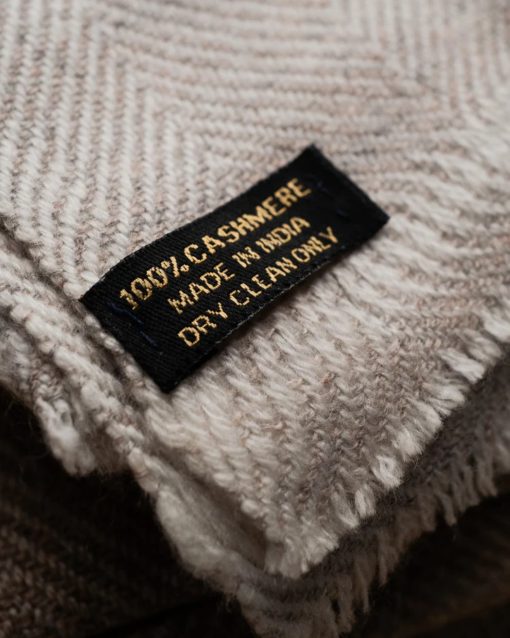 100% CASHMERE
MADE IN INDIA
DRY CLEAN ONLY